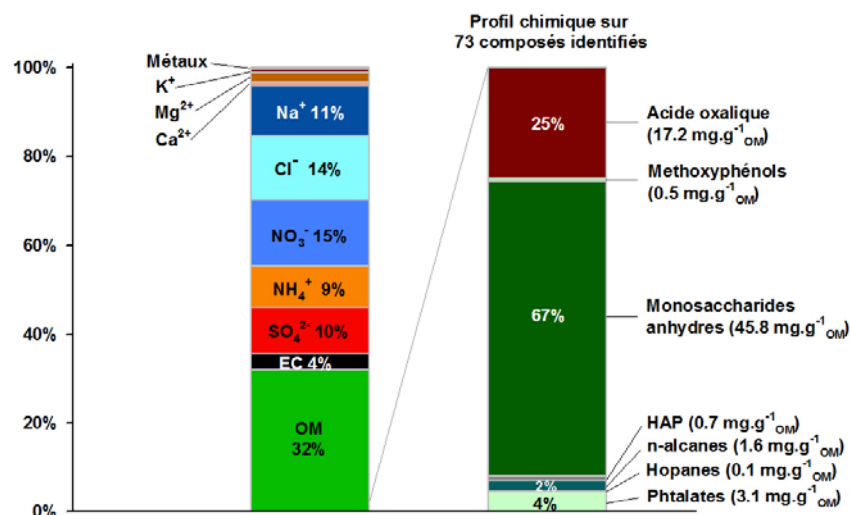 Profil chimique sur
73 composés identifiés
100%
80%
60%
40%
20%
0%
Métaux
K⁺
Mg²⁺
Ca²⁺
Na⁺ 11%
Cl⁻ 14%
NO₃⁻ 15%
NH₄⁺ 9%
SO₄²⁻ 10%
EC 4%
OM
32%
25%
67%
2%
4%
Acide oxalique
(17.2 mg.g⁻¹OM)
Methoxyphénols
(0.5 mg.g⁻¹OM)
Monosaccharides
anhydres (45.8 mg.g⁻¹OM)
HAP (0.7 mg.g⁻¹OM)
n-alcanes (1.6 mg.g⁻¹OM)
Hopanes (0.1 mg.g⁻¹OM)
Phtalates (3.1 mg.g⁻¹OM)